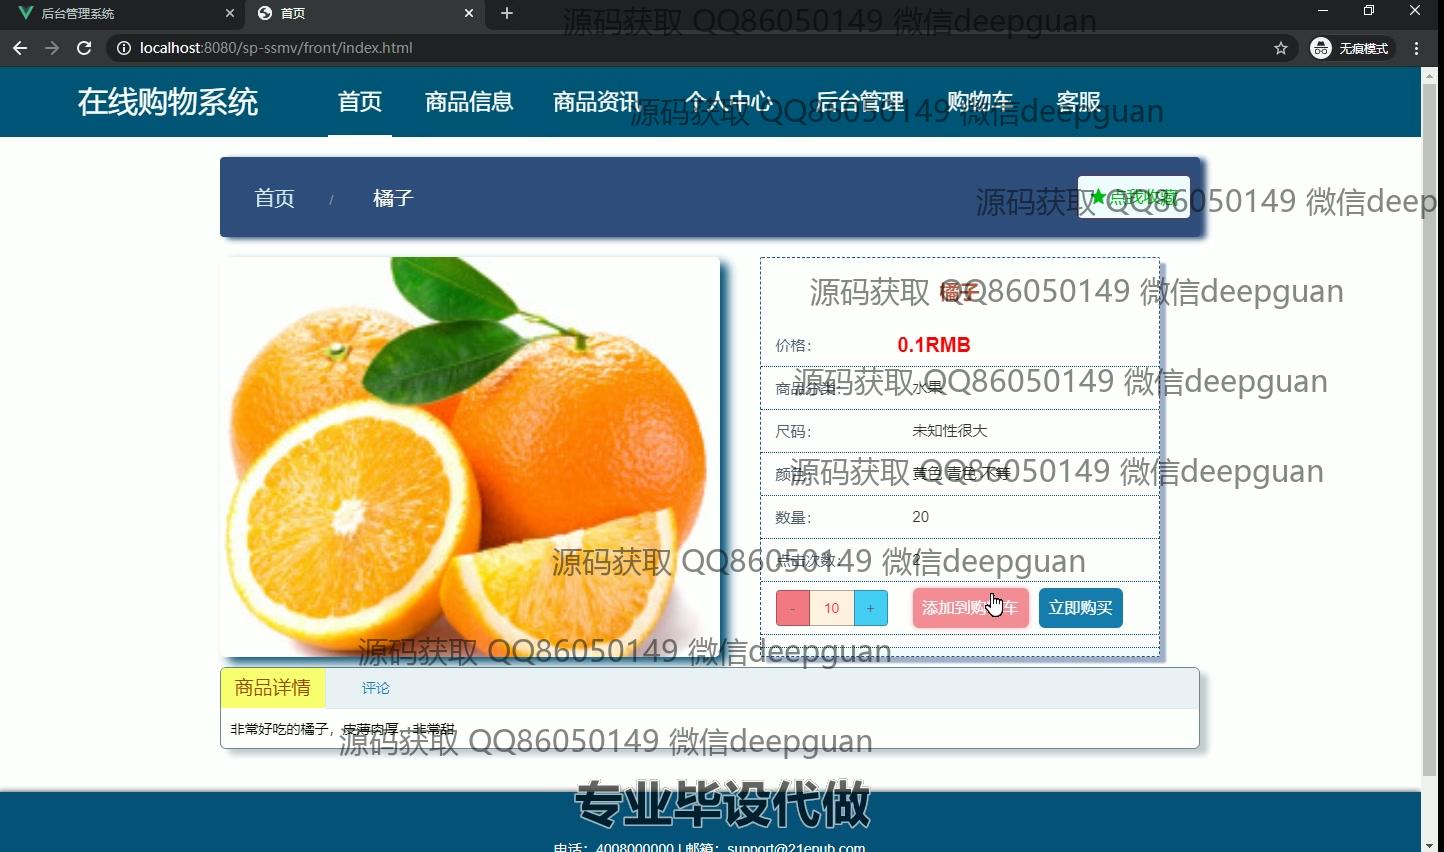 后台管理系统
首页
localhost:8080/sp-ssmv/front/index.html
无痕模式
源码获取 QQ86050149 微信deepguan
在线购物系统
首页
商品信息
商品资讯
个人中心
后台管理
购物车
客服
源码获取 QQ86050149 微信deepguan
首页 / 橘子
★点我收藏
源码获取 QQ86050149 微信deep
橘子
源码获取 QQ86050149 微信deepguan
价格： 0.1RMB
商品分类： 水果
源码获取 QQ86050149 微信deepguan
尺码： 未知性很大
颜色： 黄色 青色 不等
源码获取 QQ86050149 微信deepguan
数量： 20
点击次数： 2
源码获取 QQ86050149 微信deepguan
- 10 + 添加到购物车 立即购买
源码获取 QQ86050149 微信deepguan
商品详情 评论
非常好吃的橘子，皮薄肉厚，非常甜
源码获取 QQ86050149 微信deepguan
专业毕设代做
电话：4008000000 | 邮箱：support@21epub.com